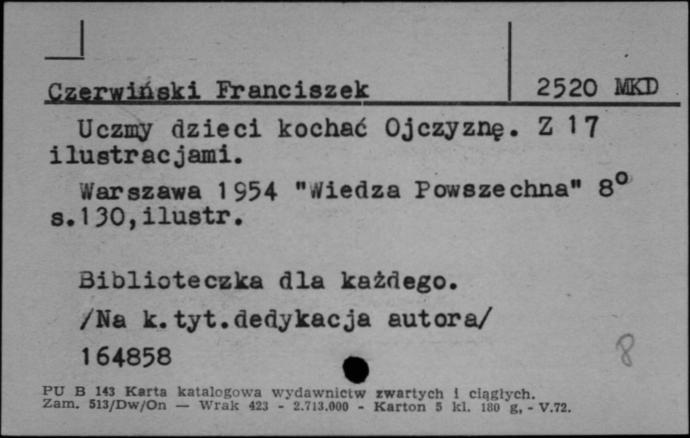 Czerwiński Franciszek 2520 MKD
Uczmy dzieci kochać Ojczyznę. Z 17
ilustracjami.
Warszawa 1954 "Wiedza Powszechna" 8°
s.130,ilustr.
Biblioteczka dla każdego.
/Na k.tyt.dedykacja autora/
164858
8
PU B 143 Karta katalogowa wydawnictw zwartych i ciągłych.
Zam. 513/Dw/On — Wrak 423 - 2.713.000 - Karton 5 kl. 180 g, - V.72.